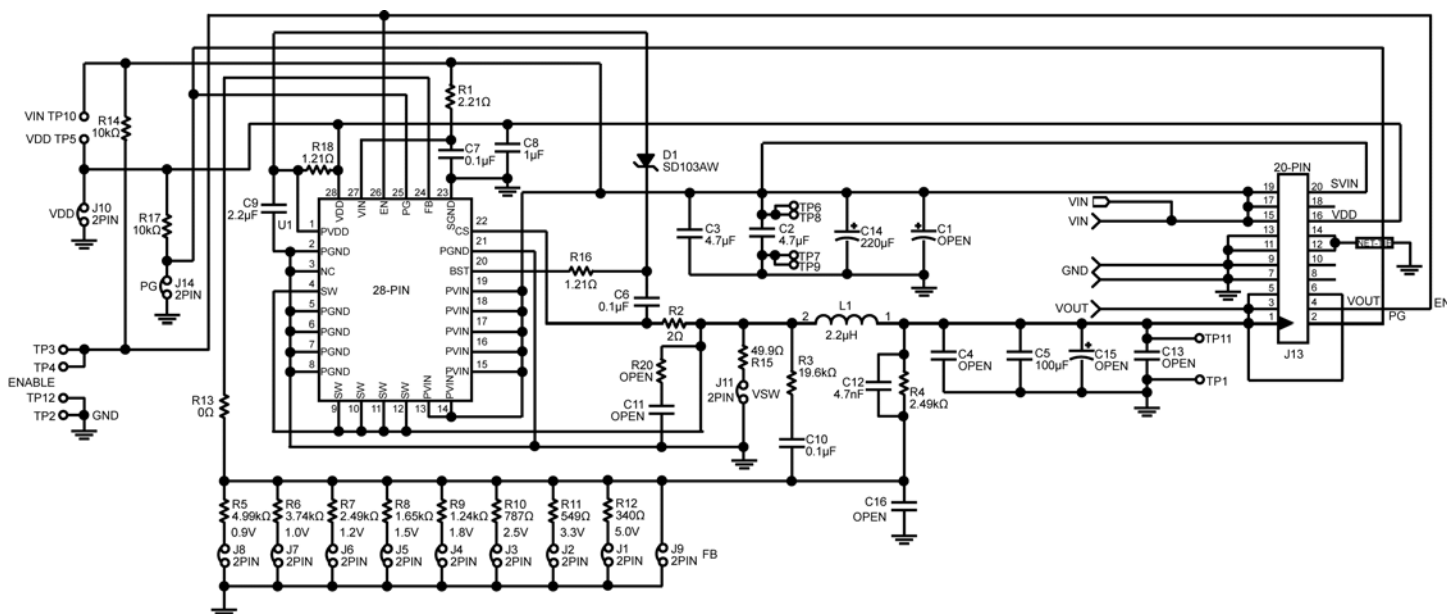 VIN TP10
VDD TP5
R14
10kΩ
J10
2PIN
VDD
R17
10kΩ
PG
J14
2PIN
TP3
TP4
ENABLE
TP12
TP2
GND
R13
0Ω
R18
1.21Ω
C9
2.2µF
U1
R1
2.21Ω
C7
0.1µF
C8
1µF
28
27
26
25
24
23
VDD
VIN
EN
PG
FB
SGND
1
PVDD
2
PGND
3
NC
4
SW
5
PGND
6
PGND
7
PGND
8
PGND
28-PIN
22
CS
21
PGND
20
BST
19
PVIN
18
PVIN
17
PVIN
16
PVIN
15
PVIN
SW
SW
SW
SW
PVIN
PVIN
9
10
11
12
13
14
D1
SD103AW
R16
1.21Ω
C6
0.1µF
R2
2Ω
R20
OPEN
C11
OPEN
49.9Ω
R15
J11
2PIN
VSW
R3
19.6kΩ
C10
0.1µF
2
L1
1
2.2µH
C12
4.7nF
R4
2.49kΩ
C16
OPEN
C3
4.7µF
TP6
TP8
C2
4.7µF
TP7
TP9
C14
220µF
C1
OPEN
C4
OPEN
C5
100µF
C15
OPEN
C13
OPEN
TP11
TP1
VIN
VIN
GND
VOUT
20-PIN
19
17
15
13
11
9
7
5
3
1
20
18
16
14
12
10
8
6
4
2
J13
SVIN
VDD
VOUT
EN
PG
R5
4.99kΩ
0.9V
J8
2PIN
R6
3.74kΩ
1.0V
J7
2PIN
R7
2.49kΩ
1.2V
J6
2PIN
R8
1.65kΩ
1.5V
J5
2PIN
R9
1.24kΩ
1.8V
J4
2PIN
R10
787Ω
2.5V
J3
2PIN
R11
549Ω
3.3V
J2
2PIN
R12
340Ω
5.0V
J1
2PIN
J9
2PIN
FB